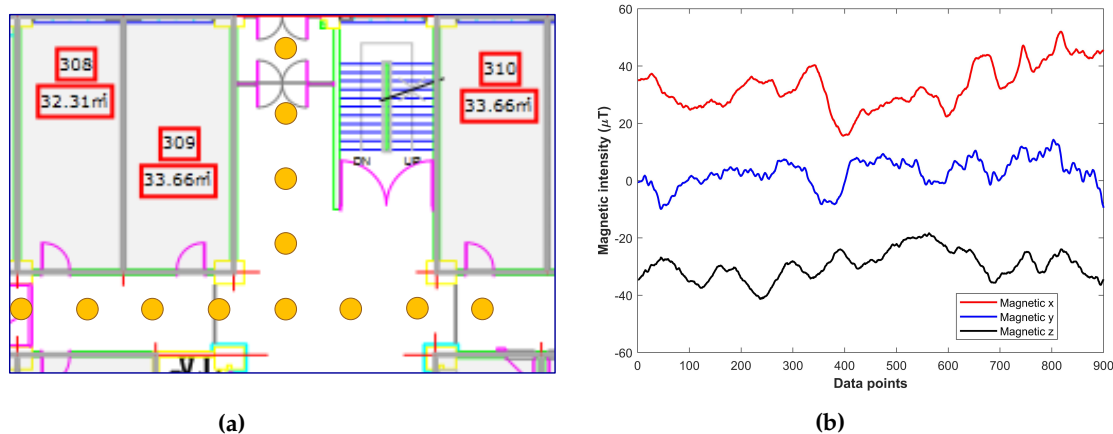 308
32.31㎡
309
33.66㎡
310
33.66㎡
DN UP
Magnetic intensity (μT)
60
40
20
0
-20
-40
-60
0 100 200 300 400 500 600 700 800 900
Data points
Magnetic x
Magnetic y
Magnetic z
(a)
(b)